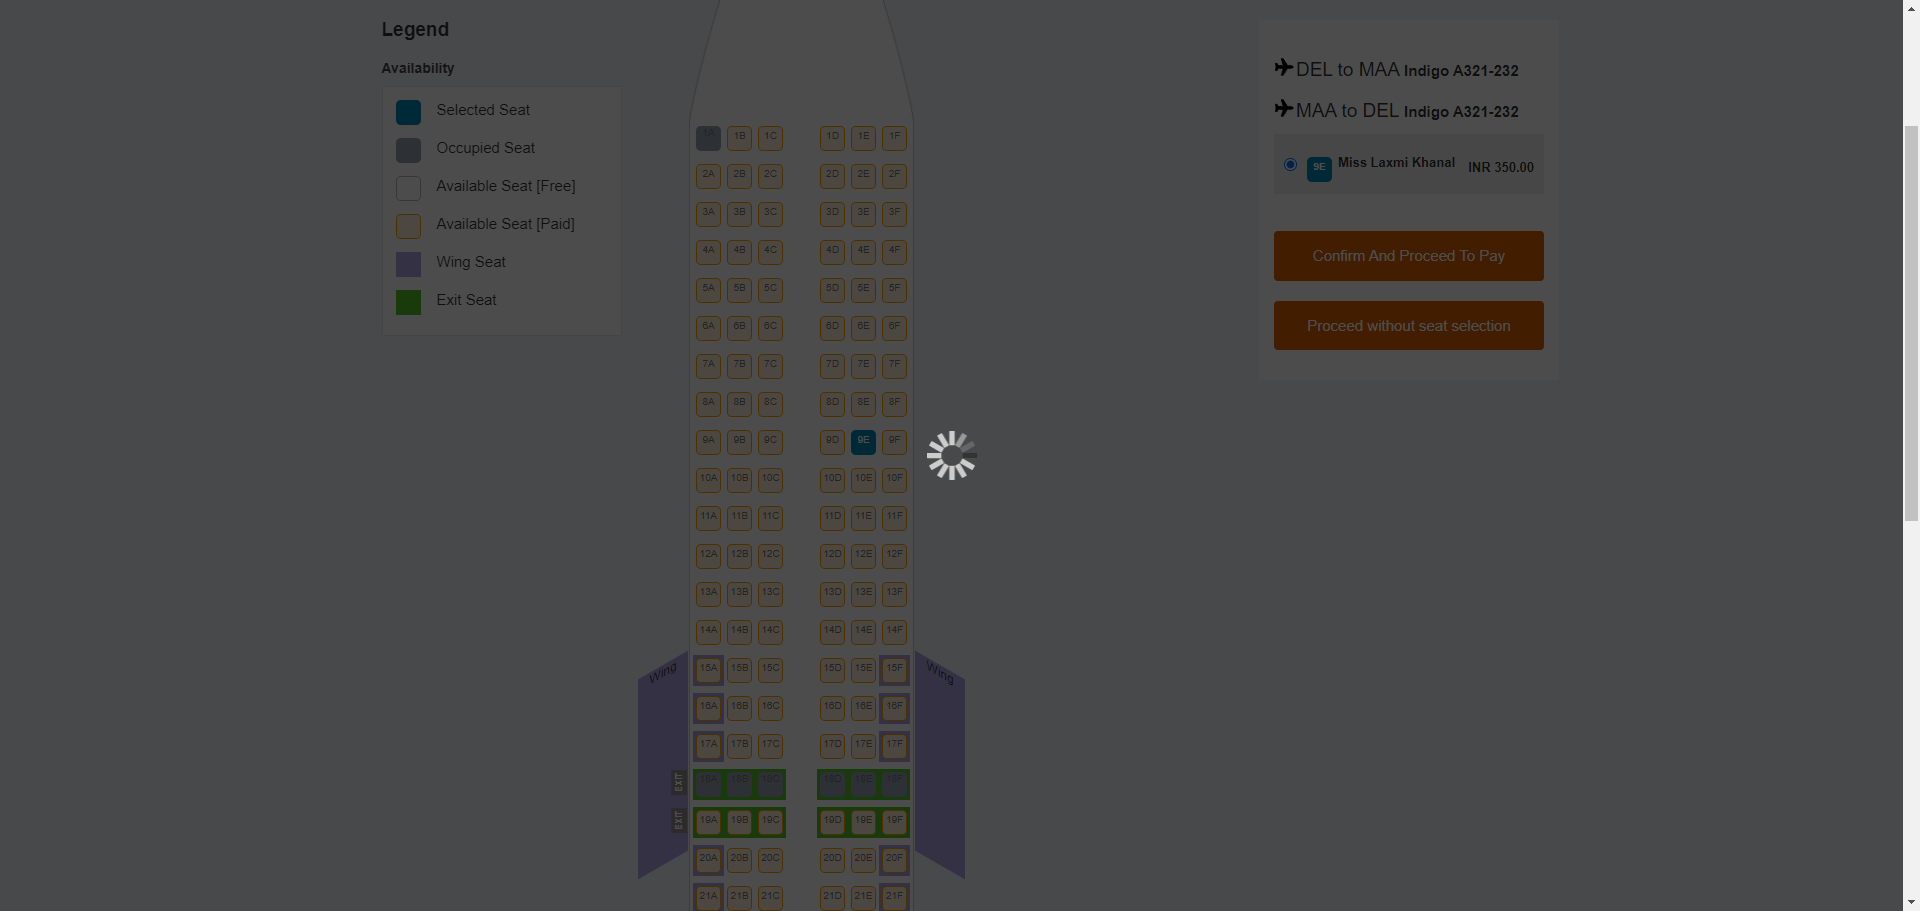 Legend
Availability
Selected Seat
Occupied Seat
Available Seat [Free]
Available Seat [Paid]
Wing Seat
Exit Seat
1A 1B 1C 1D 1E 1F
2A 2B 2C 2D 2E 2F
3A 3B 3C 3D 3E 3F
4A 4B 4C 4D 4E 4F
5A 5B 5C 5D 5E 5F
6A 6B 6C 6D 6E 6F
7A 7B 7C 7D 7E 7F
8A 8B 8C 8D 8E 8F
9A 9B 9C 9D 9E 9F
10A 10B 10C 10D 10E 10F
11A 11B 11C 11D 11E 11F
12A 12B 12C 12D 12E 12F
13A 13B 13C 13D 13E 13F
14A 14B 14C 14D 14E 14F
Wing 15A 15B 15C 15D 15E 15F Wing
16A 16B 16C 16D 16E 16F
17A 17B 17C 17D 17E 17F
EXIT 18A 18B 18C 18D 18E 18F
EXIT 19A 19B 19C 19D 19E 19F
20A 20B 20C 20D 20E 20F
21A 21B 21C 21D 21E 21F
DEL to MAA Indigo A321-232
MAA to DEL Indigo A321-232
9E Miss Laxmi Khanal INR 350.00
Confirm And Proceed To Pay
Proceed without seat selection